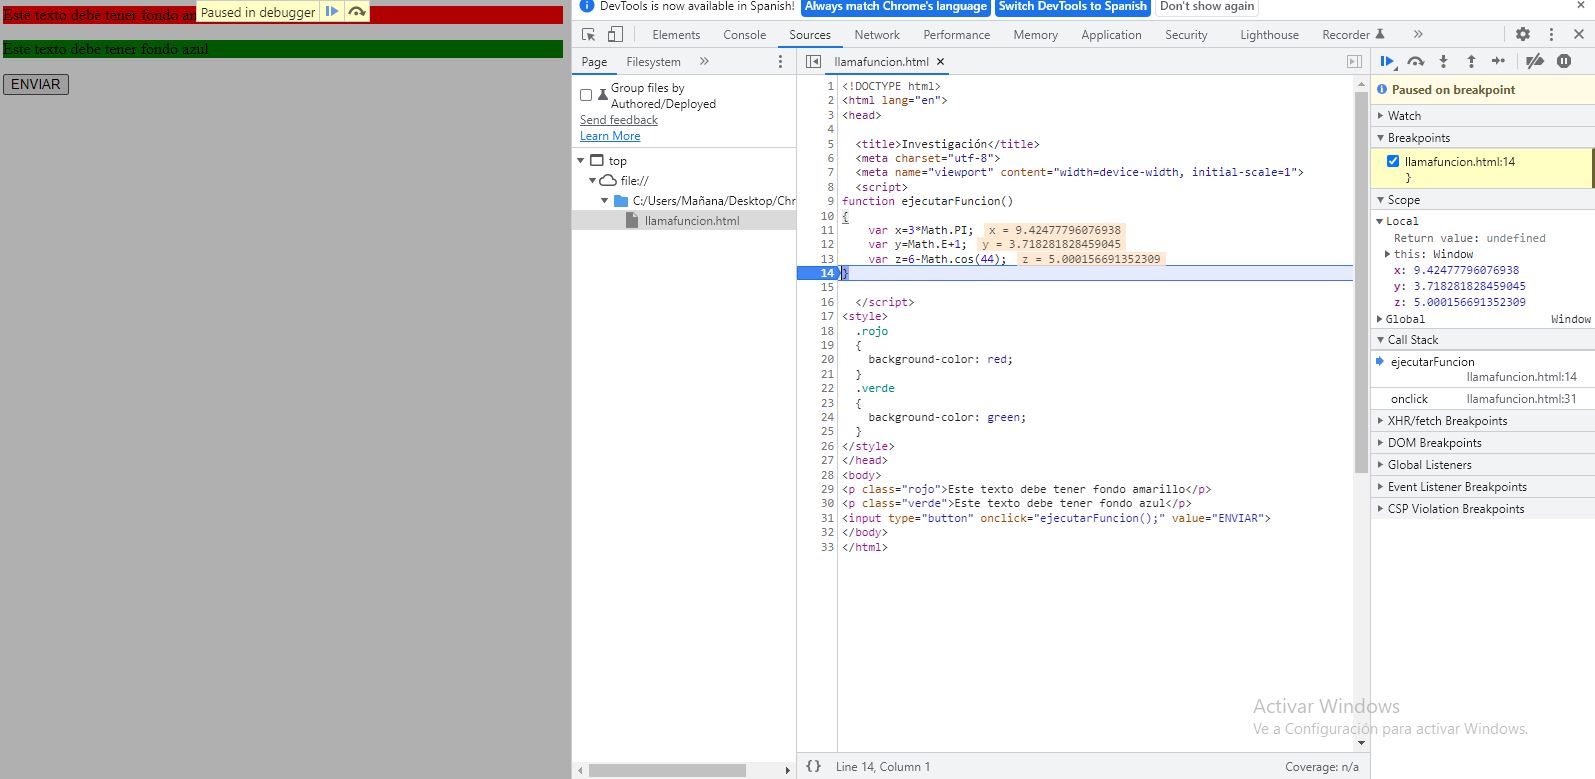 Este texto debe tener fondo
Paused in debugger
Este texto debe tener fondo azul
ENVIAR
DevTools is now available in Spanish!
Always match Chrome's language
Switch DevTools to Spanish
Don't show again
Elements
Console
Sources
Network
Performance
Memory
Application
Security
Lighthouse
Recorder
Page
Filesystem
Group files by
Authored/Deployed
Send feedback
Learn More
top
file://
C:/Users/Mañana/Desktop/Chr
llamafuncion.html
llamafuncion.html
1 <!DOCTYPE html>
2 <html lang="en">
3 <head>
4
5 <title>Investigación</title>
6 <meta charset="utf-8">
7 <meta name="viewport" content="width=device-width, initial-scale=1">
8 <script>
9 function ejecutarFuncion()
10 {
11 var x=3*Math.PI; x = 9.42477796076938
12 var y=Math.E+1; y = 3.718281828459045
13 var z=6-Math.cos(44); z = 5.000156691352309
14 }
15
16 </script>
17 <style>
18 .rojo
19 {
20 background-color: red;
21 }
22 .verde
23 {
24 background-color: green;
25 }
26 </style>
27 </head>
28 <body>
29 <p class="rojo">Este texto debe tener fondo amarillo</p>
30 <p class="verde">Este texto debe tener fondo azul</p>
31 <input type="button" onclick="ejecutarFuncion();" value="ENVIAR">
32 </body>
33 </html>
{} Line 14, Column 1
Coverage: n/a
Paused on breakpoint
Watch
Breakpoints
llamafuncion.html:14
}
Scope
Local
Return value: undefined
this: Window
x: 9.42477796076938
y: 3.718281828459045
z: 5.000156691352309
Global Window
Call Stack
ejecutarFuncion
llamafuncion.html:14
onclick llamafuncion.html:31
XHR/fetch Breakpoints
DOM Breakpoints
Global Listeners
Event Listener Breakpoints
CSP Violation Breakpoints
Activar Windows
Ve a Configuración para activar Windows.